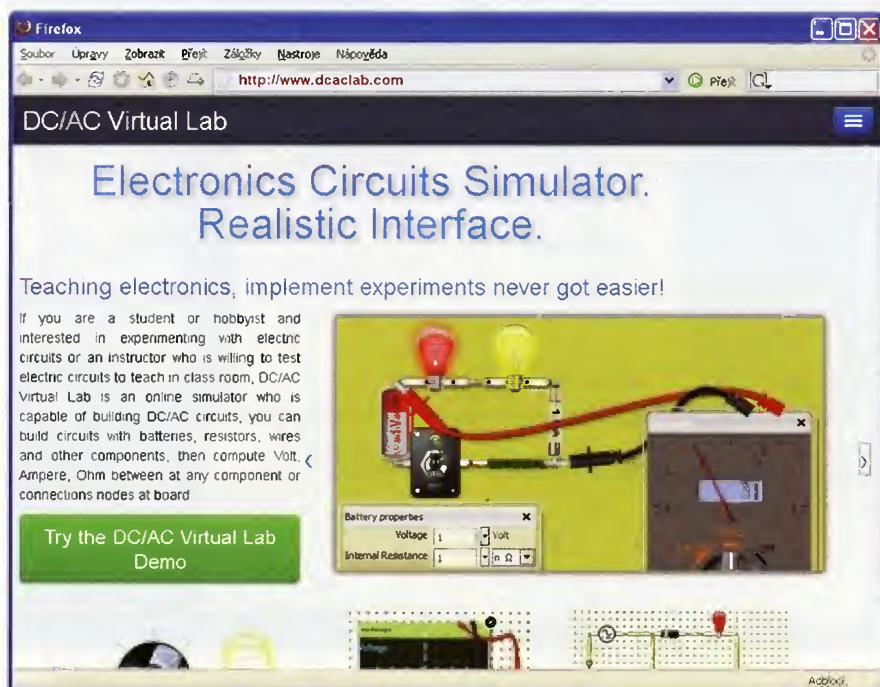 Firefox
Soubor Úpravy Zobrazit Přejít Záložky Nástroje Nápověda
http://www.dcaclab.com Přejít
DC/AC Virtual Lab
Electronics Circuits Simulator.
Realistic Interface.
Teaching electronics, implement experiments never got easier!
If you are a student or hobbyist and
interested in experimenting with electric
circuits or an instructor who is willing to test
electric circuits to teach in class room, DC/AC
Virtual Lab is an online simulator who is
capable of building DC/AC circuits, you can
build circuits with batteries, resistors, wires
and other components, then compute Volt,
Ampere, Ohm between at any component or
connections nodes at board
Try the DC/AC Virtual Lab
Demo
Battery properties
Voltage 1 Volt
Internal Resistance 1 n Ω
Voltage